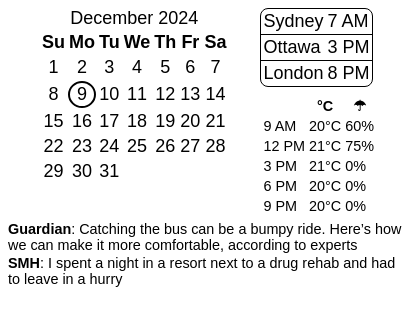 December 2024
Su Mo Tu We Th Fr Sa
1 2 3 4 5 6 7
8 9 10 11 12 13 14
15 16 17 18 19 20 21
22 23 24 25 26 27 28
29 30 31
Sydney 7 AM
Ottawa 3 PM
London 8 PM
°C ☂
9 AM 20°C 60%
12 PM 21°C 75%
3 PM 21°C 0%
6 PM 20°C 0%
9 PM 20°C 0%
Guardian: Catching the bus can be a bumpy ride. Here's how
we can make it more comfortable, according to experts
SMH: I spent a night in a resort next to a drug rehab and had
to leave in a hurry